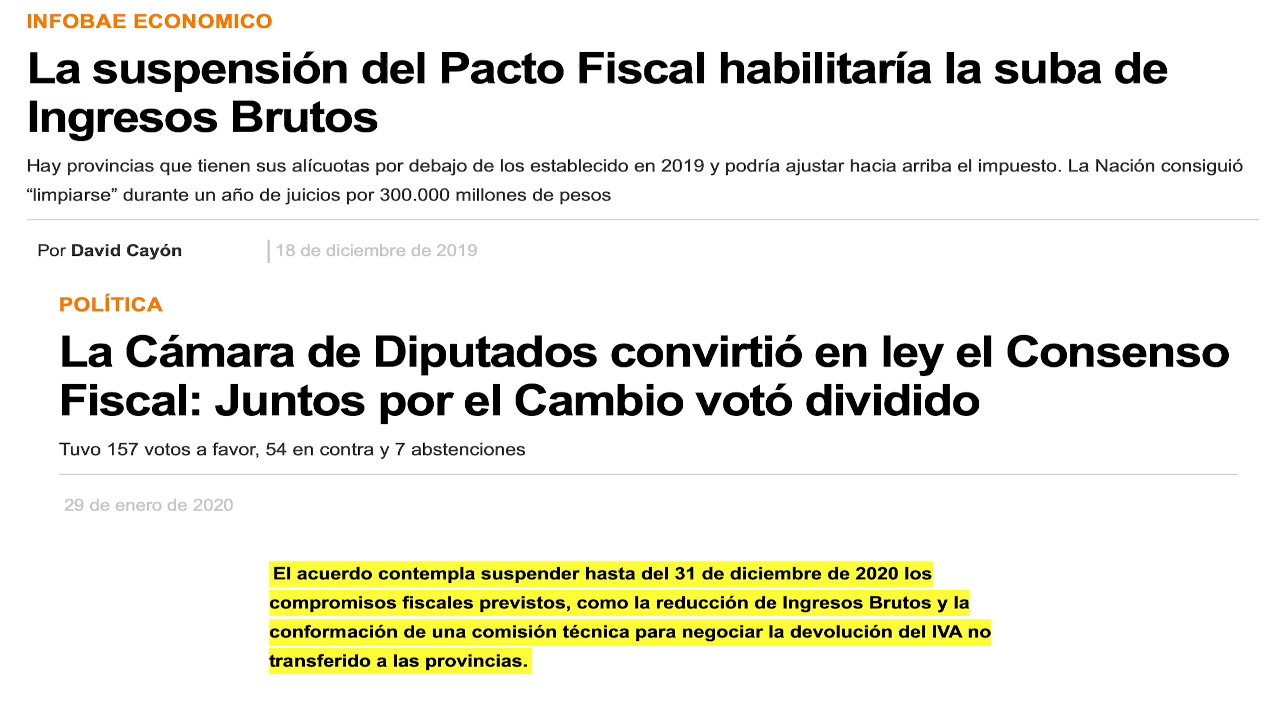 INFOBAE ECONOMICO
La suspensión del Pacto Fiscal habilitaría la suba de
Ingresos Brutos
Hay provincias que tienen sus alícuotas por debajo de los establecido en 2019 y podría ajustar hacia arriba el impuesto. La Nación consiguió
“limpiarse” durante un año de juicios por 300.000 millones de pesos
Por David Cayón
18 de diciembre de 2019
POLÍTICA
La Cámara de Diputados convirtió en ley el Consenso
Fiscal: Juntos por el Cambio votó dividido
Tuvo 157 votos a favor, 54 en contra y 7 abstenciones
29 de enero de 2020
El acuerdo contempla suspender hasta del 31 de diciembre de 2020 los
compromisos fiscales previstos, como la reducción de Ingresos Brutos y la
conformación de una comisión técnica para negociar la devolución del IVA no
transferido a las provincias.